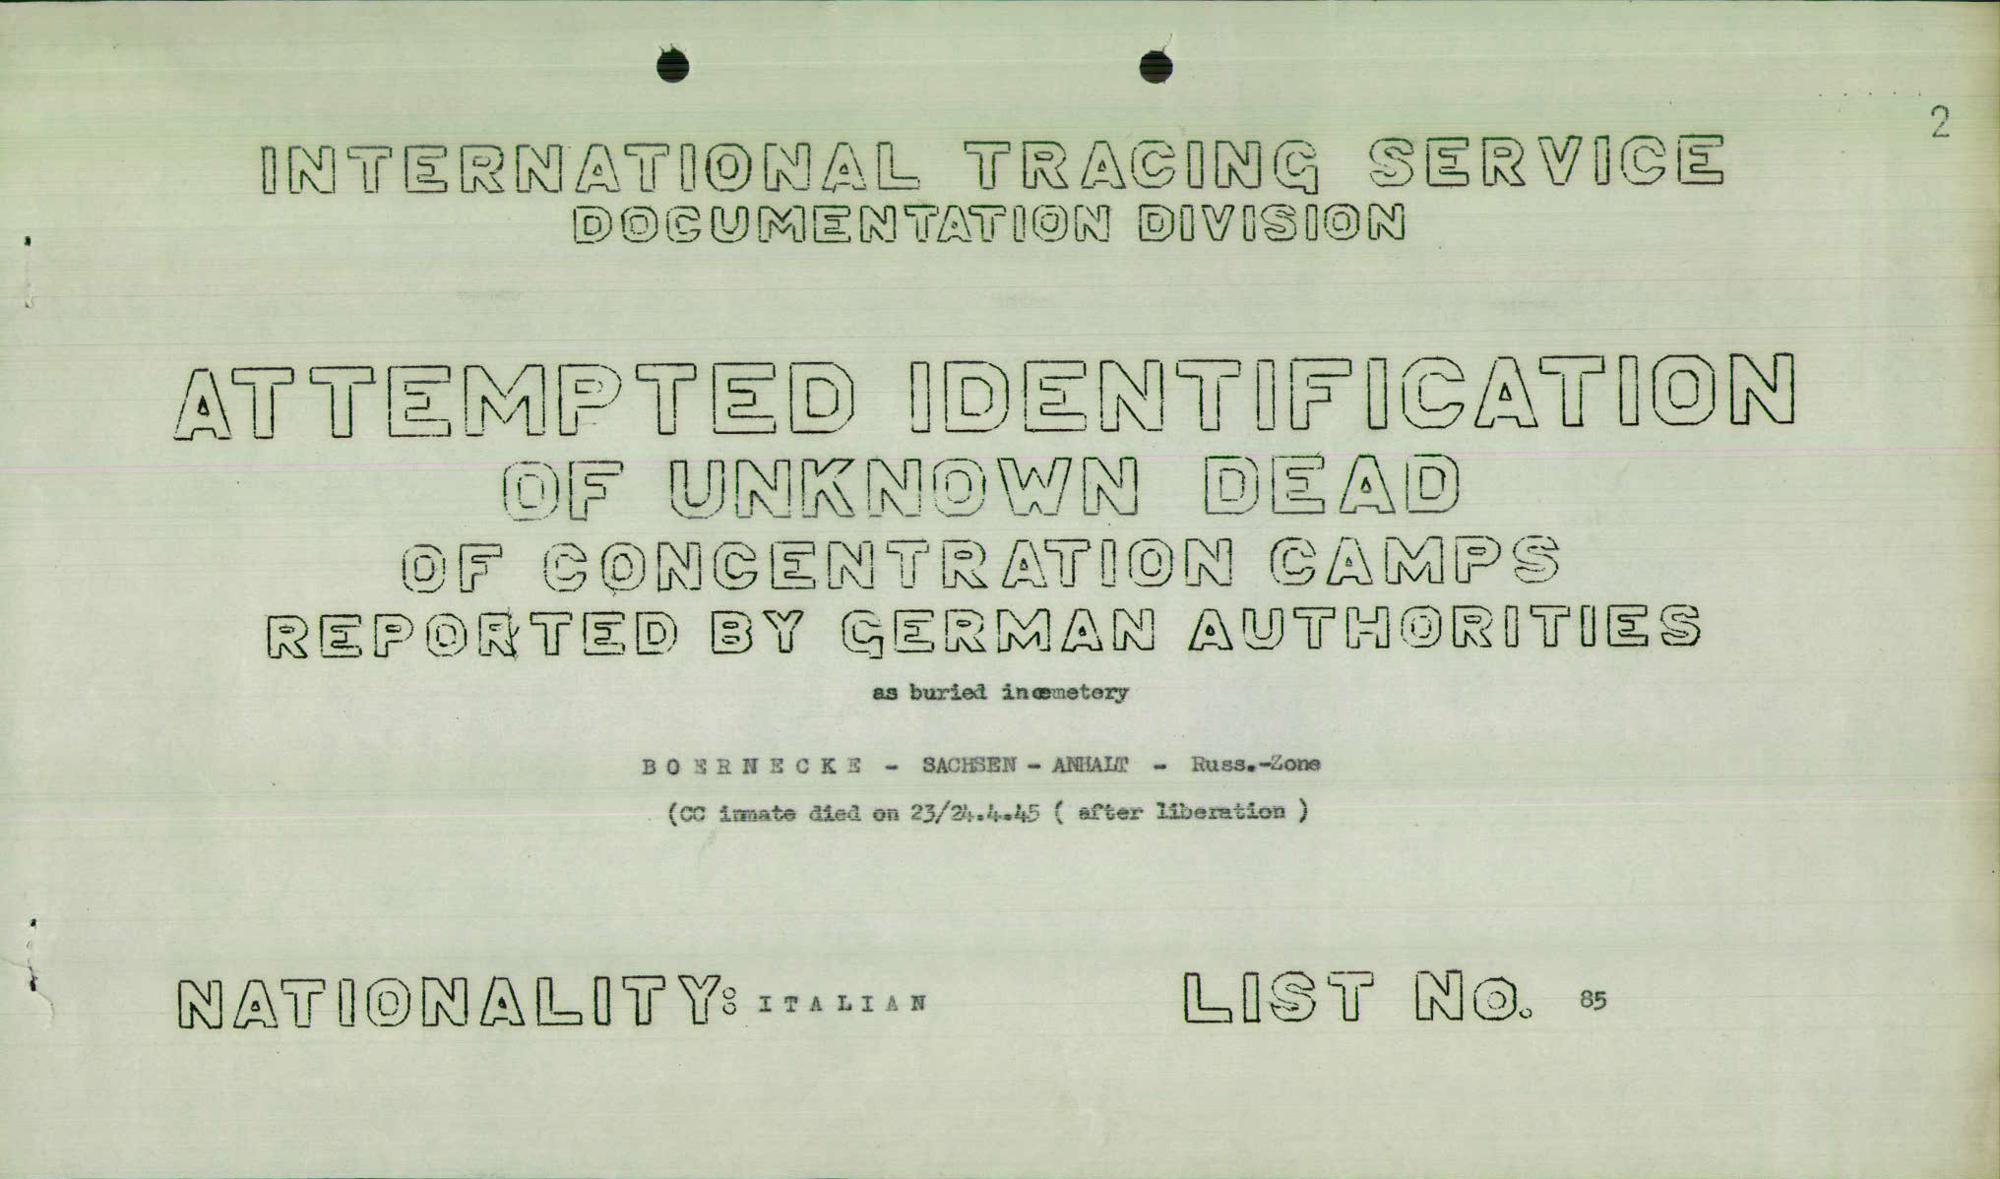 2
INTERNATIONAL TRACING SERVICE
DOCUMENTATION DIVISION
ATTEMPTED IDENTIFICATION
OF UNKNOWN DEAD
OF CONCENTRATION CAMPS
REPORTED BY GERMAN AUTHORITIES
as buried in cemetery
B O E R N E C K E - SACHSEN - ANHALT - Russ.-Zone
(CC inmate died on 23/24.4.45 ( after liberation )
NATIONALITY: I T A L I A N LIST No. 85